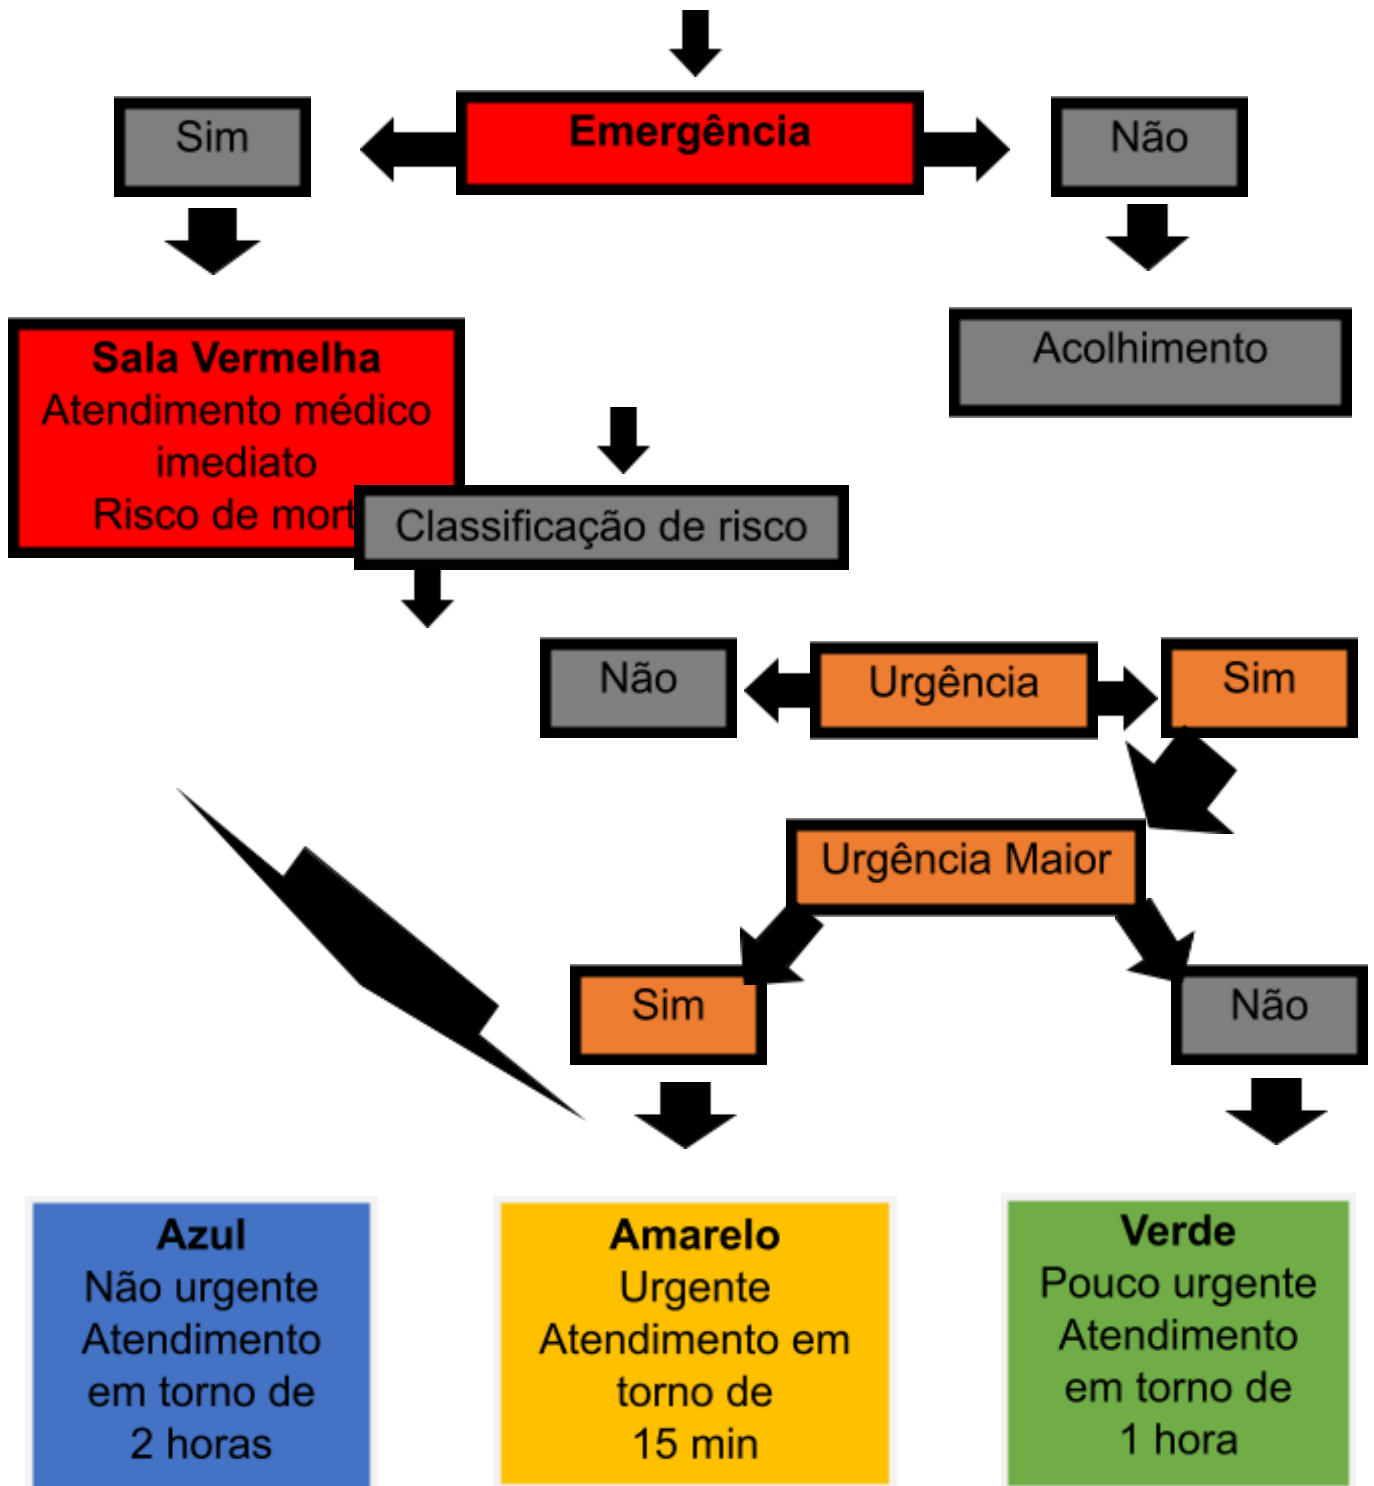 Sim
Emergência
Não
Sala Vermelha
Atendimento médico
imediato
Risco de mort
Acolhimento
Classificação de risco
Não
Urgência
Sim
Urgência Maior
Sim
Não
Azul
Não urgente
Atendimento
em torno de
2 horas
Amarelo
Urgente
Atendimento em
torno de
15 min
Verde
Pouco urgente
Atendimento
em torno de
1 hora